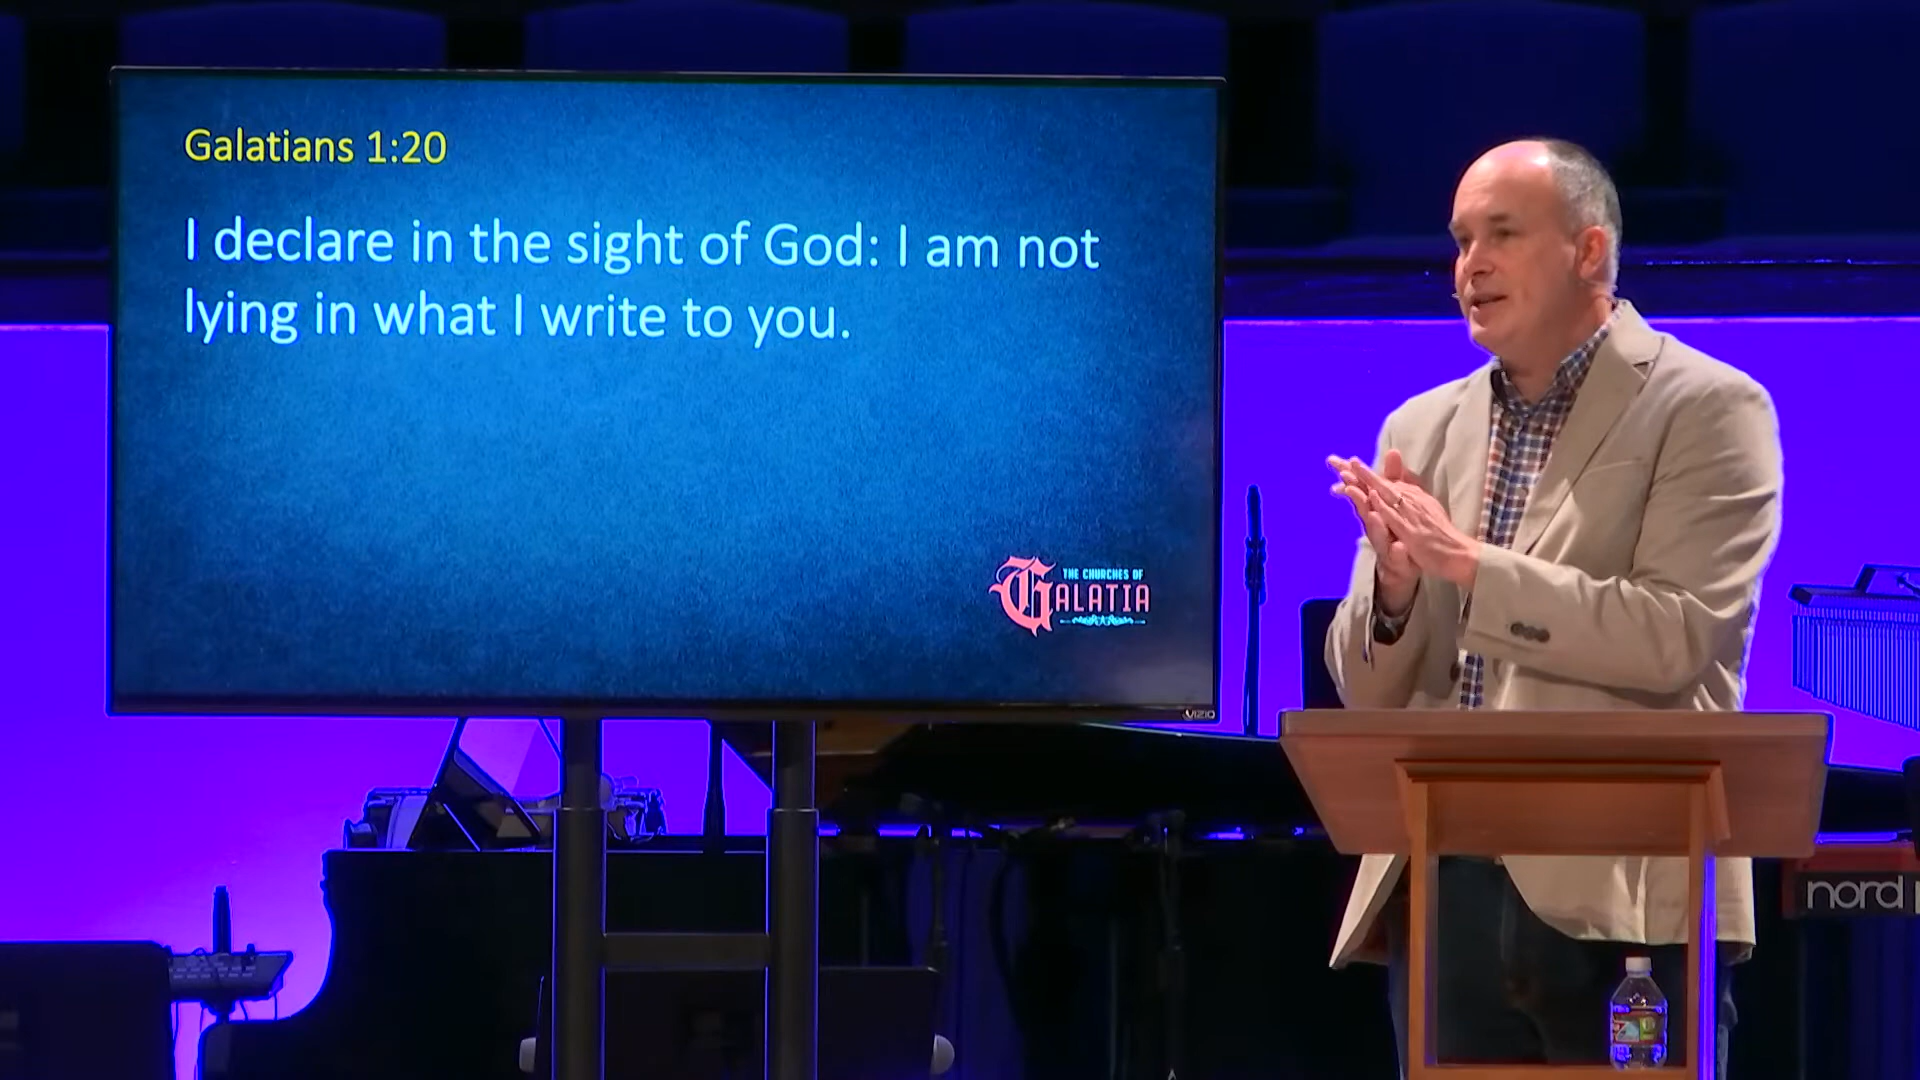 Galatians 1:20
I declare in the sight of God: I am not
lying in what I write to you.
THE CHURCHES OF
GALATIA
VIZIO
nord